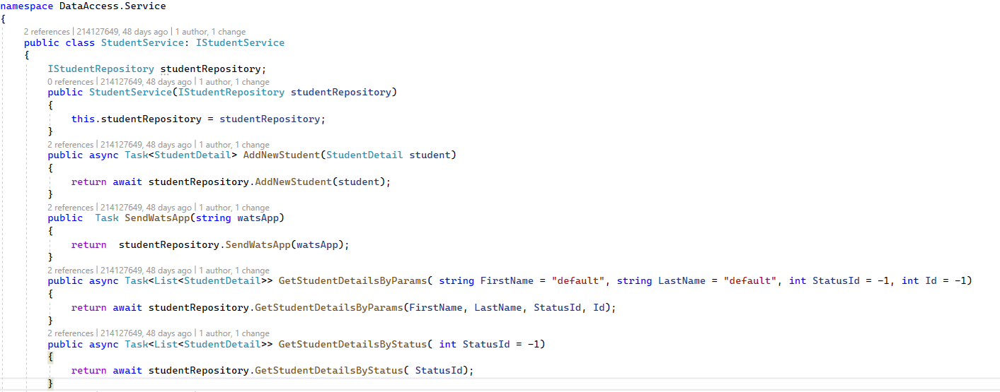 namespace DataAccess.Service
{
2 references | 214127649, 48 days ago | 1 author, 1 change
public class StudentService: IStudentService
{
IStudentRepository studentRepository;
0 references | 214127649, 48 days ago | 1 author, 1 change
public StudentService(IStudentRepository studentRepository)
{
this.studentRepository = studentRepository;
}
2 references | 214127649, 48 days ago | 1 author, 1 change
public async Task<StudentDetail> AddNewStudent(StudentDetail student)
{
return await studentRepository.AddNewStudent(student);
}
2 references | 214127649, 48 days ago | 1 author, 1 change
public  Task SendWatsApp(string watsApp)
{
return  studentRepository.SendWatsApp(watsApp);
}
2 references | 214127649, 48 days ago | 1 author, 1 change
public async Task<List<StudentDetail>> GetStudentDetailsByParams( string FirstName = "default", string LastName = "default", int StatusId = -1, int Id = -1)
{
return await studentRepository.GetStudentDetailsByParams(FirstName, LastName, StatusId, Id);
}
2 references | 214127649, 48 days ago | 1 author, 1 change
public async Task<List<StudentDetail>> GetStudentDetailsByStatus( int StatusId = -1)
{
return await studentRepository.GetStudentDetailsByStatus( StatusId);
}